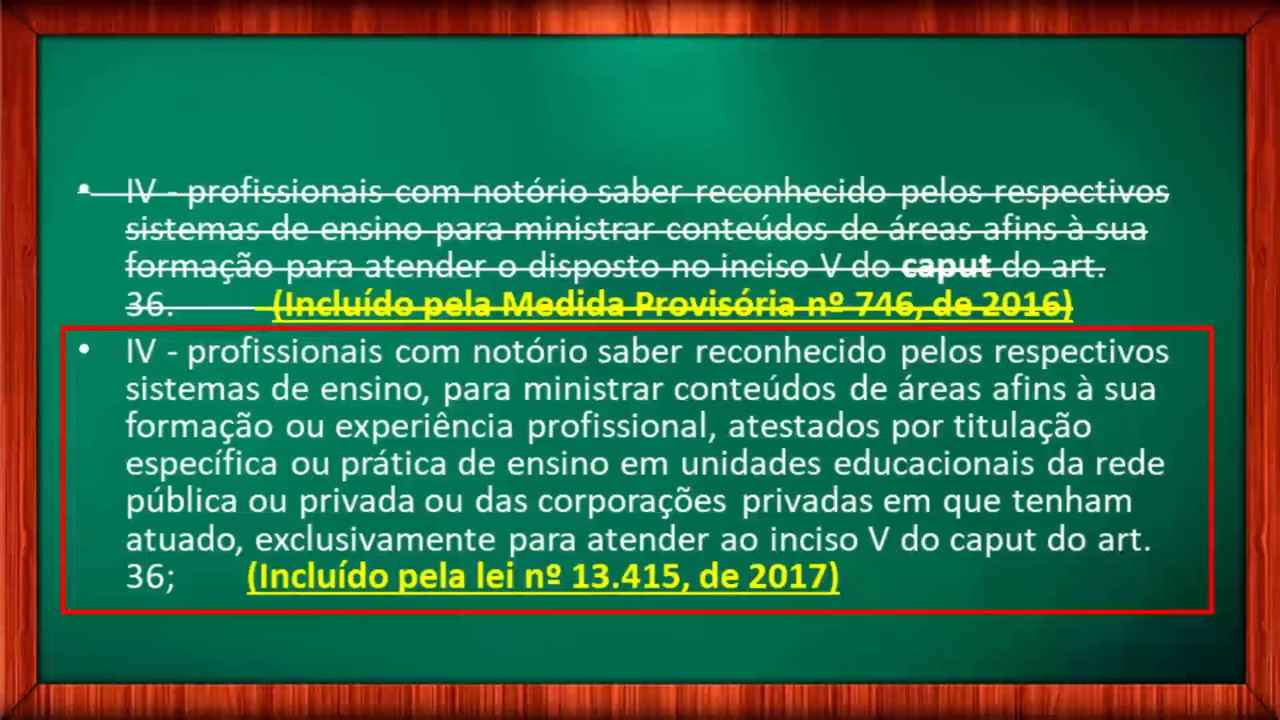 • IV - profissionais com notório saber reconhecido pelos respectivos
sistemas de ensino para ministrar conteúdos de áreas afins à sua
formação para atender o disposto no inciso V do caput do art.
36. (Incluído pela Medida Provisória nº 746, de 2016)
• IV - profissionais com notório saber reconhecido pelos respectivos
sistemas de ensino, para ministrar conteúdos de áreas afins à sua
formação ou experiência profissional, atestados por titulação
específica ou prática de ensino em unidades educacionais da rede
pública ou privada ou das corporações privadas em que tenham
atuado, exclusivamente para atender ao inciso V do caput do art.
36; (Incluído pela lei nº 13.415, de 2017)